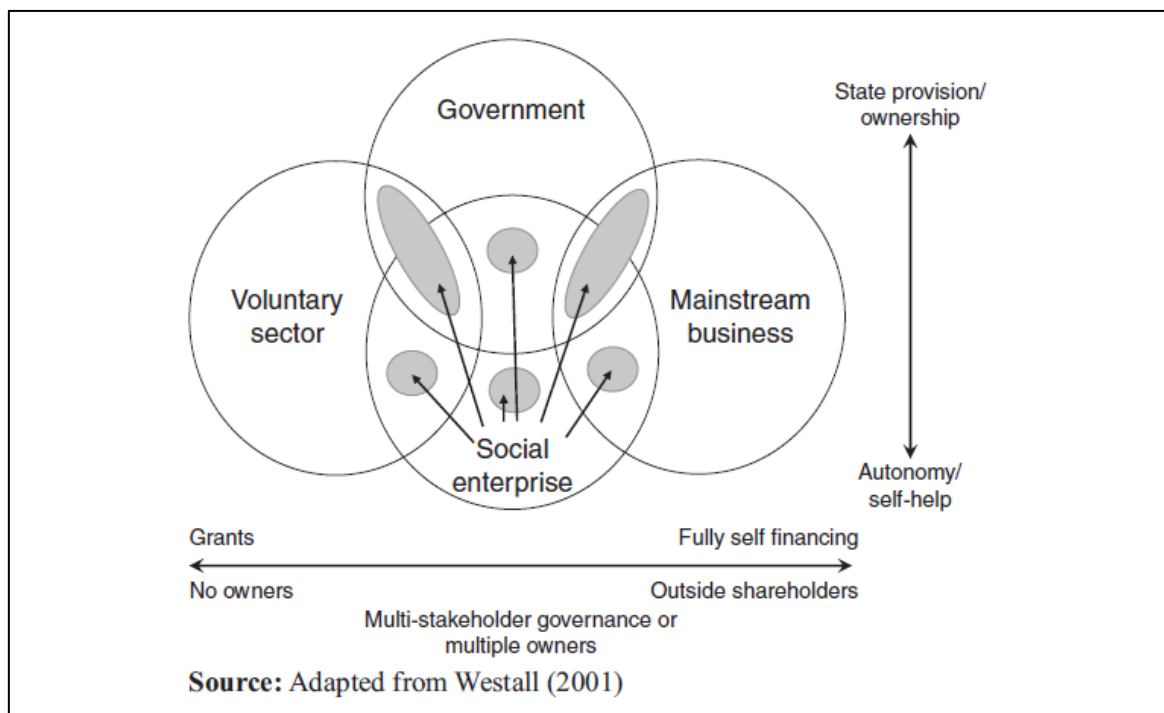 Government
State provision/
ownership
Voluntary
sector
Mainstream
business
Social
enterprise
Autonomy/
self-help
Grants
Fully self financing
No owners
Outside shareholders
Multi-stakeholder governance or
multiple owners
Source: Adapted from Westall (2001)